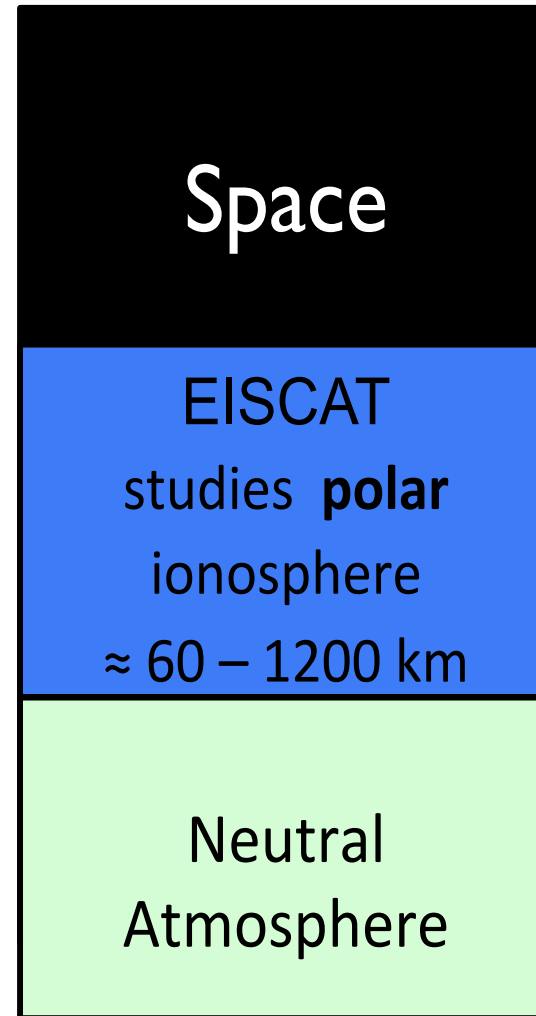 Space
EISCAT
studies polar
ionosphere
≈ 60 – 1200 km
Neutral
Atmosphere